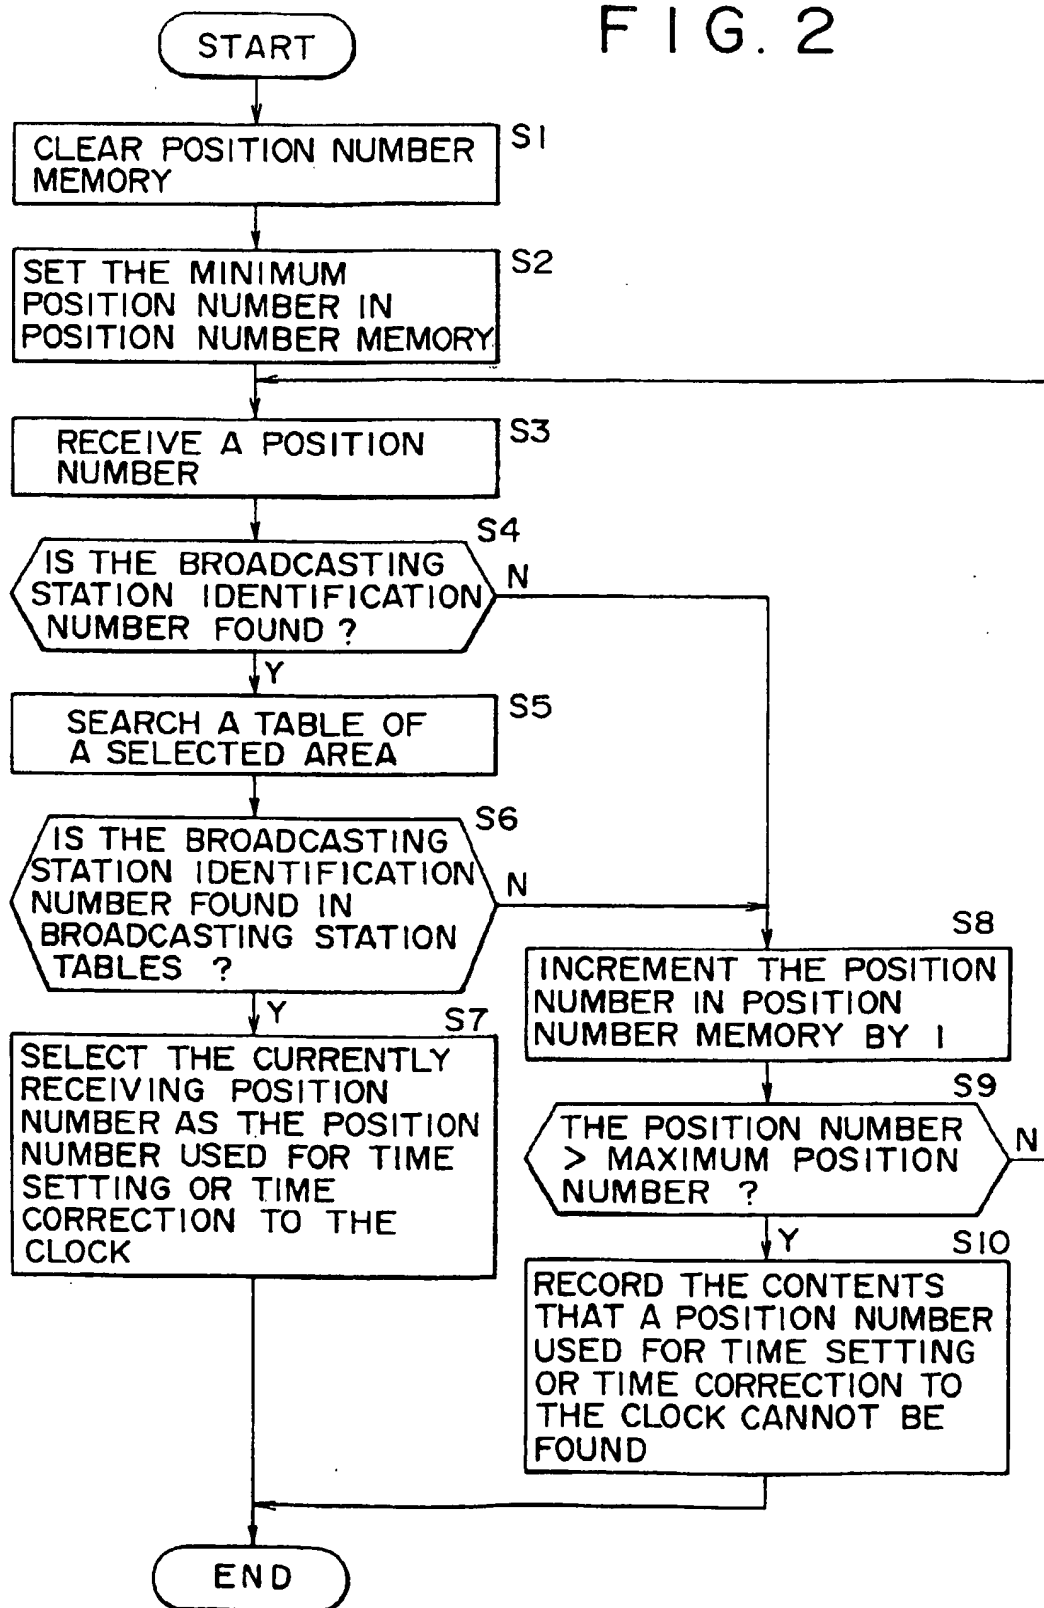 FIG. 2
START
S1
CLEAR POSITION NUMBER
MEMORY
S2
SET THE MINIMUM
POSITION NUMBER IN
POSITION NUMBER MEMORY
S3
RECEIVE A POSITION
NUMBER
S4
IS THE BROADCASTING
STATION IDENTIFICATION
NUMBER FOUND ?
N
Y
S5
SEARCH A TABLE OF
A SELECTED AREA
S6
IS THE BROADCASTING
STATION IDENTIFICATION
NUMBER FOUND IN
BROADCASTING STATION
TABLES ?
N
Y
S7
SELECT THE CURRENTLY
RECEIVING POSITION
NUMBER AS THE POSITION
NUMBER USED FOR TIME
SETTING OR TIME
CORRECTION TO THE
CLOCK
S8
INCREMENT THE POSITION
NUMBER IN POSITION
NUMBER MEMORY BY 1
S9
THE POSITION NUMBER
> MAXIMUM POSITION
NUMBER ?
N
Y
S10
RECORD THE CONTENTS
THAT A POSITION NUMBER
USED FOR TIME SETTING
OR TIME CORRECTION TO
THE CLOCK CANNOT BE
FOUND
END